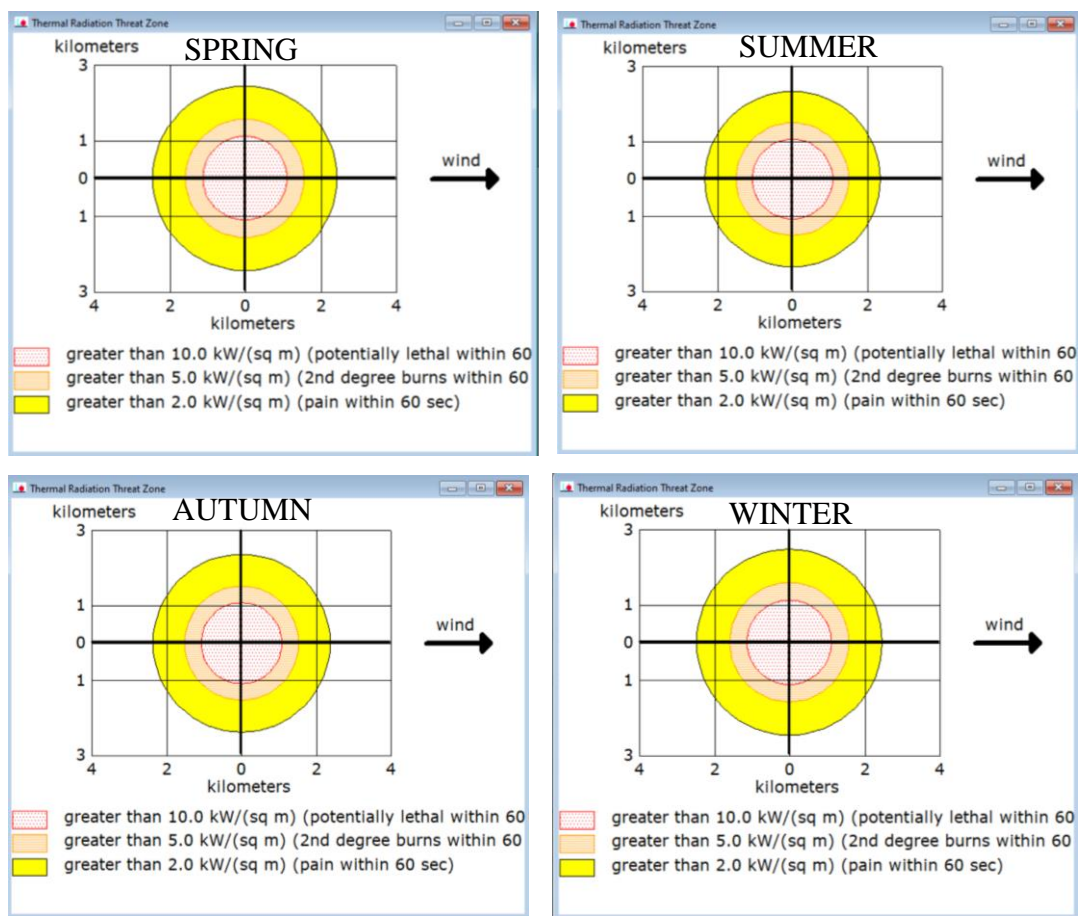 Thermal Radiation Threat Zone
kilometers
SPRING
3
1
0
1
3
4 2 0 2 4
kilometers
wind
greater than 10.0 kW/(sq m) (potentially lethal within 60
greater than 5.0 kW/(sq m) (2nd degree burns within 60
greater than 2.0 kW/(sq m) (pain within 60 sec)
Thermal Radiation Threat Zone
kilometers
SUMMER
3
1
0
1
3
4 2 0 2 4
kilometers
wind
greater than 10.0 kW/(sq m) (potentially lethal within 60
greater than 5.0 kW/(sq m) (2nd degree burns within 60
greater than 2.0 kW/(sq m) (pain within 60 sec)
Thermal Radiation Threat Zone
kilometers
AUTUMN
3
1
0
1
3
4 2 0 2 4
kilometers
wind
greater than 10.0 kW/(sq m) (potentially lethal within 60
greater than 5.0 kW/(sq m) (2nd degree burns within 60
greater than 2.0 kW/(sq m) (pain within 60 sec)
Thermal Radiation Threat Zone
kilometers
WINTER
3
1
0
1
3
4 2 0 2 4
kilometers
wind
greater than 10.0 kW/(sq m) (potentially lethal within 60
greater than 5.0 kW/(sq m) (2nd degree burns within 60
greater than 2.0 kW/(sq m) (pain within 60 sec)